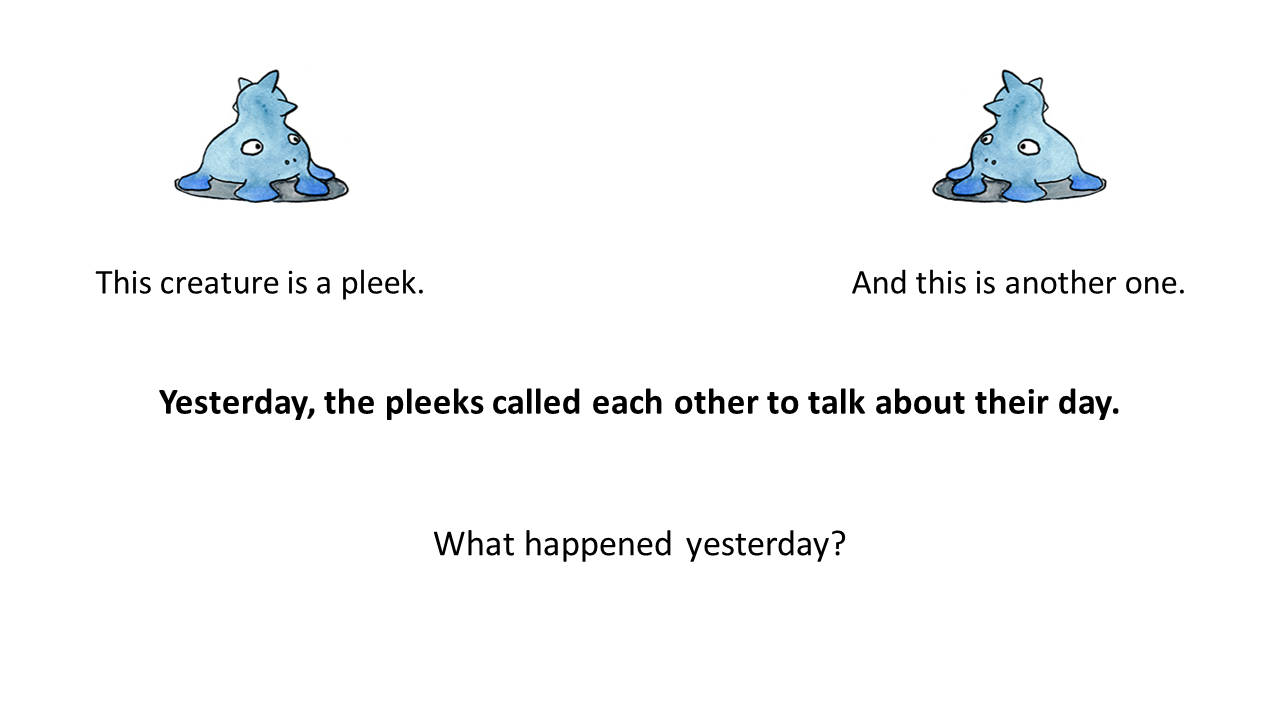 This creature is a pleek.
And this is another one.
Yesterday, the pleeks called each other to talk about their day.
What happened yesterday?